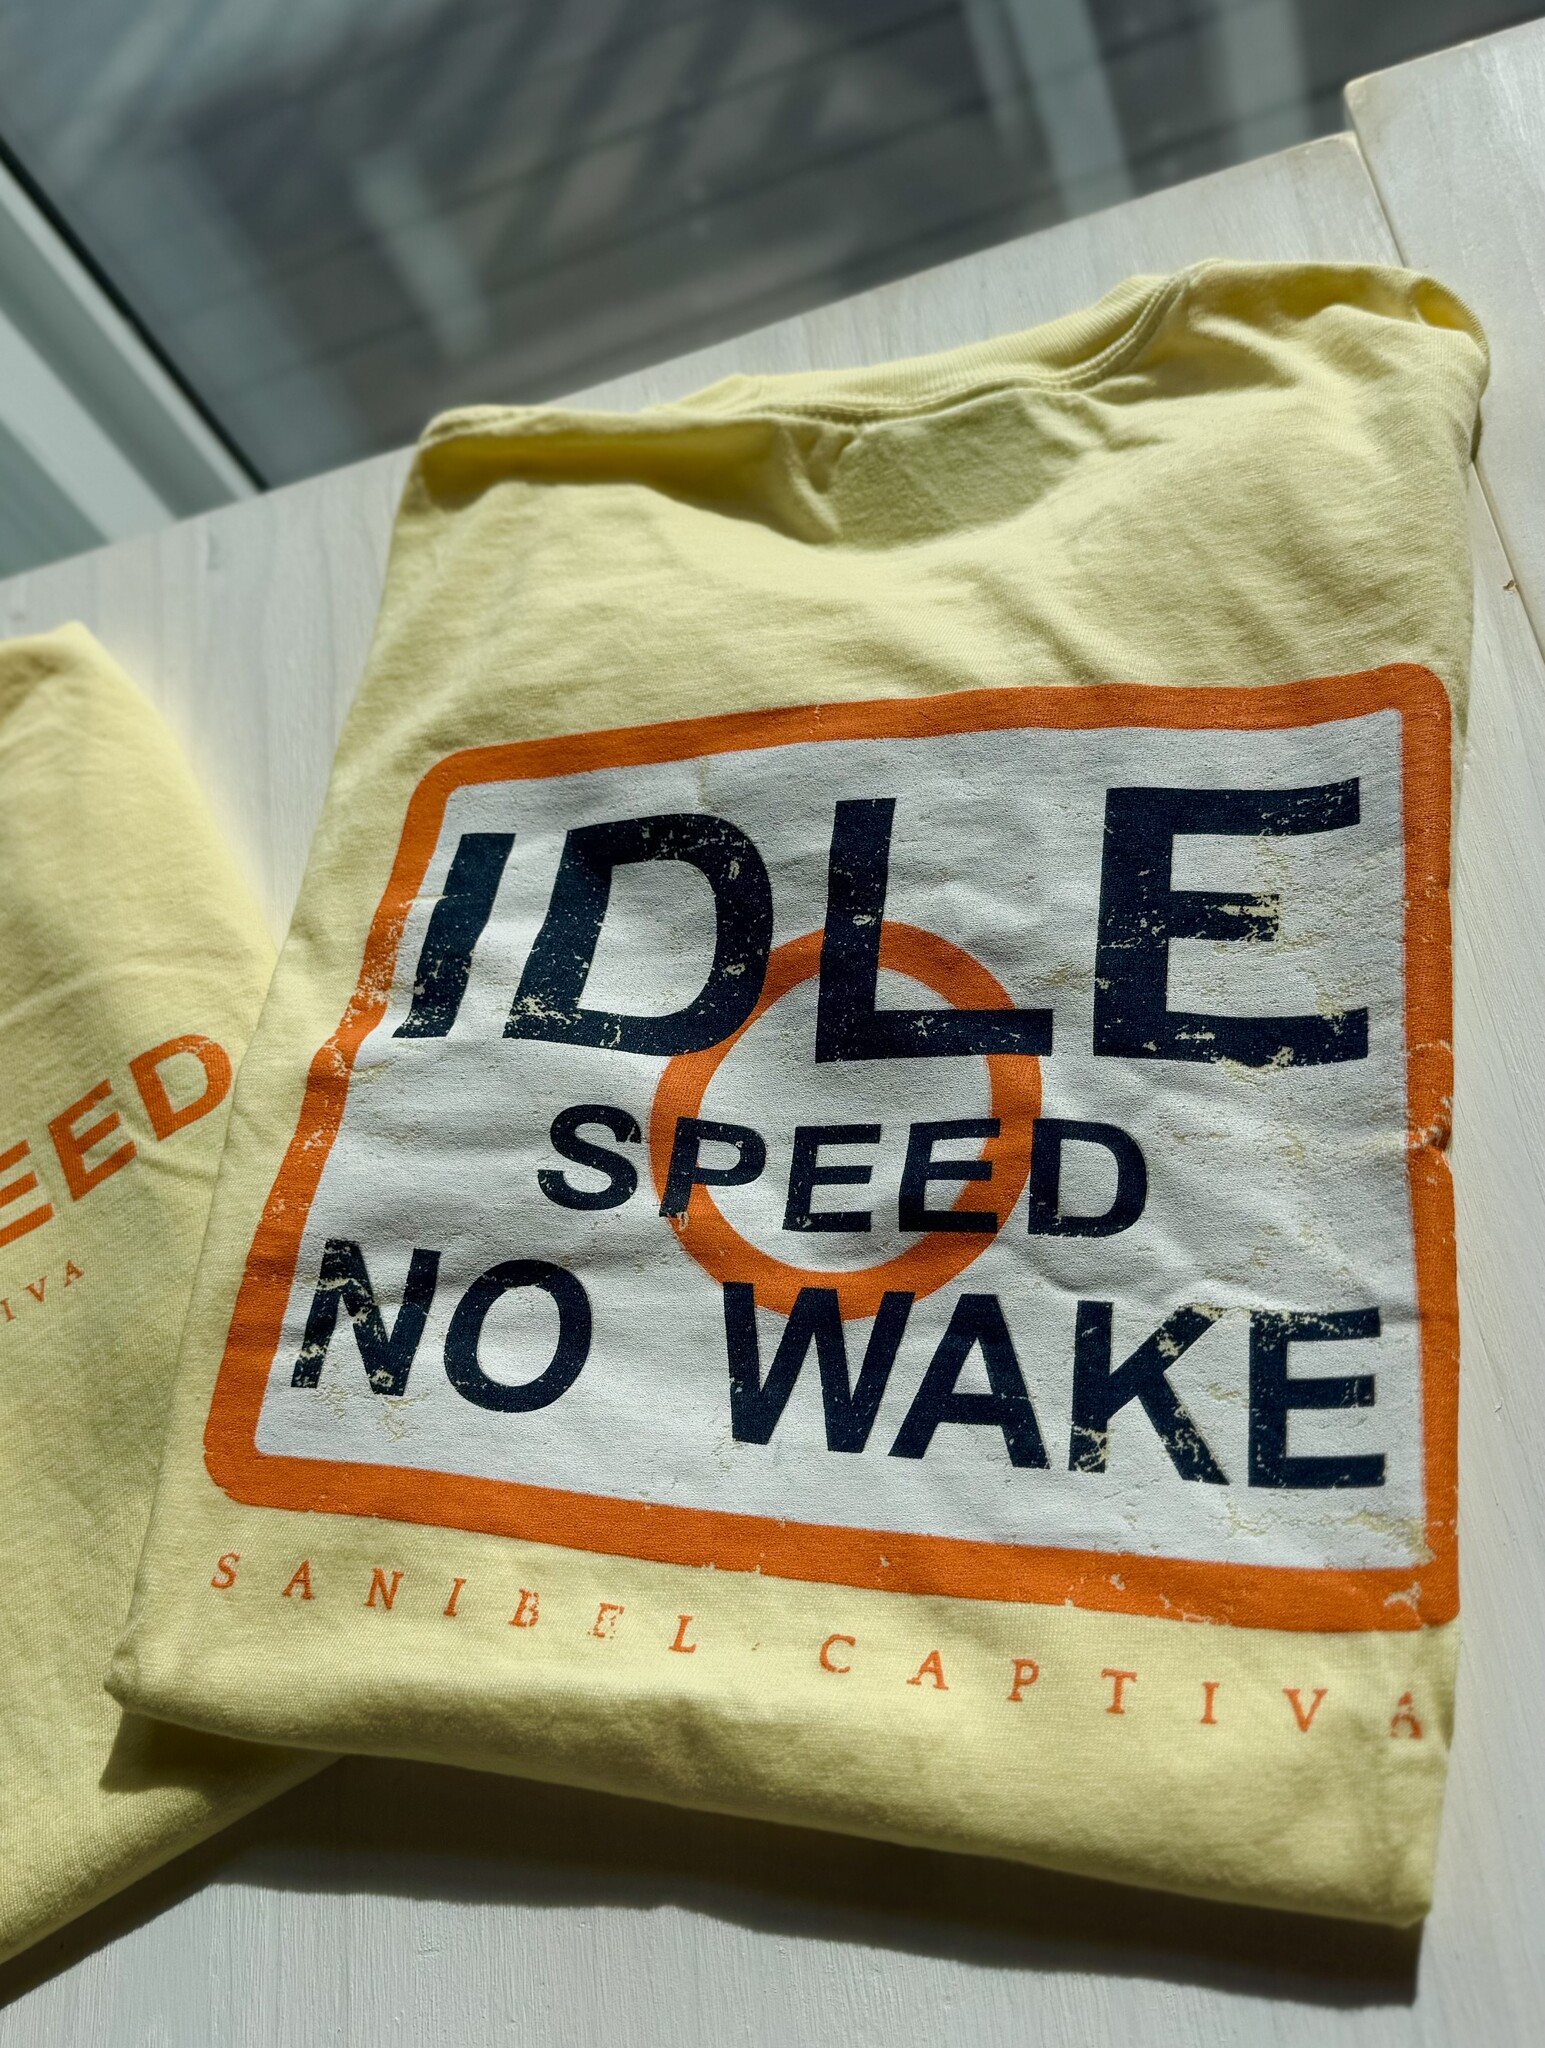 IDLE
SPEED
NO WAKE
SANIBEL CAPTIVA
EED
IVA